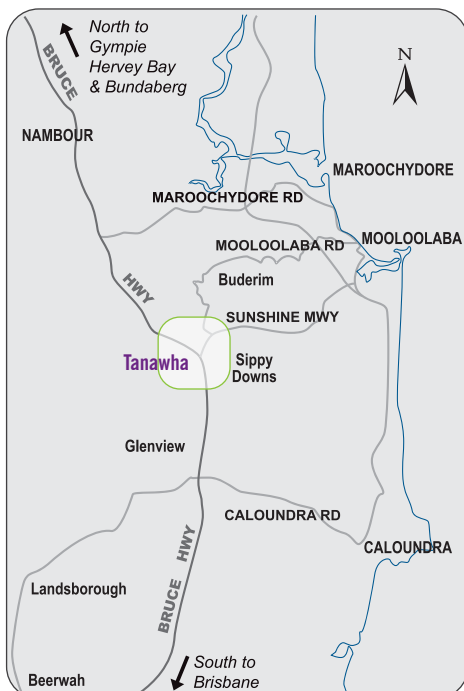 North to
Gympie
Hervey Bay
& Bundaberg
BRUCE
N
NAMBOUR
MAROOCHYDORE
MAROOCHYDORE RD
MOOLOOLABA
MOOLOOLABA RD
Buderim
HWY
SUNSHINE MWY
Tanawha
Sippy
Downs
Glenview
CALOUNDRA RD
BRUCE HWY
CALOUNDRA
Landsborough
South to
Brisbane
Beerwah